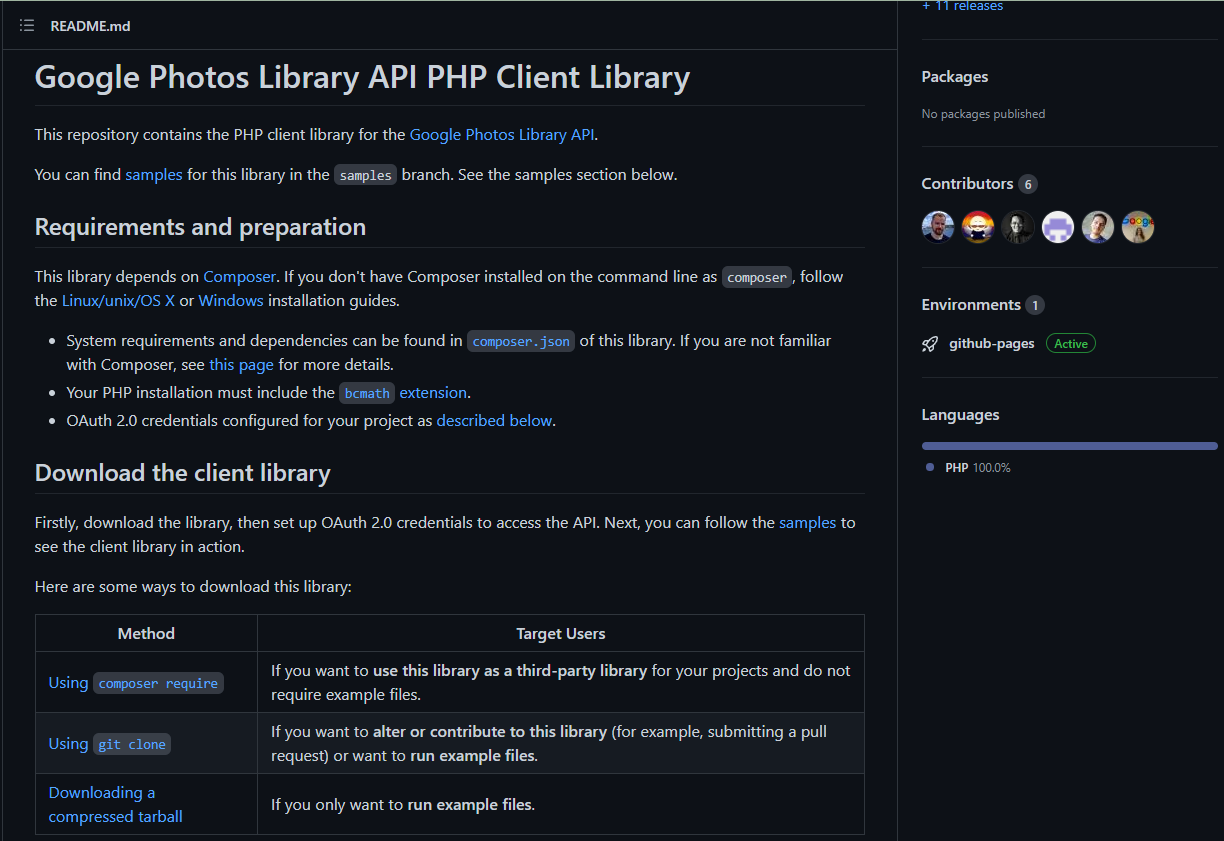 README.md
Google Photos Library API PHP Client Library
This repository contains the PHP client library for the Google Photos Library API.
You can find samples for this library in the samples branch. See the samples section below.
Requirements and preparation
This library depends on Composer. If you don't have Composer installed on the command line as composer, follow
the Linux/unix/OS X or Windows installation guides.
System requirements and dependencies can be found in composer.json of this library. If you are not familiar
with Composer, see this page for more details.
Your PHP installation must include the bcmath extension.
OAuth 2.0 credentials configured for your project as described below.
Download the client library
Firstly, download the library, then set up OAuth 2.0 credentials to access the API. Next, you can follow the samples to
see the client library in action.
Here are some ways to download this library:
Method
Target Users
Using composer require
If you want to use this library as a third-party library for your projects and do not
require example files.
Using git clone
If you want to alter or contribute to this library (for example, submitting a pull
request) or want to run example files.
Downloading a
compressed tarball
If you only want to run example files.
+ 11 releases
Packages
No packages published
Contributors 6
Google
Environments 1
github-pages Active
Languages
PHP 100.0%